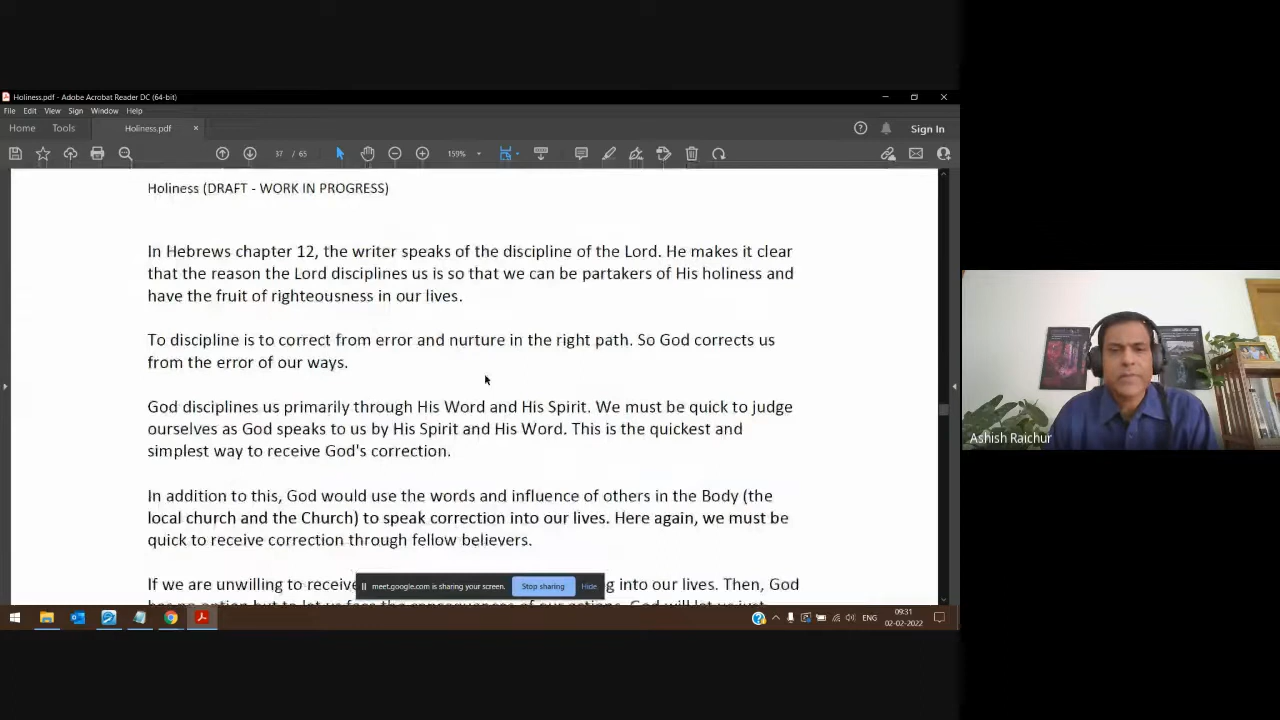 Holiness.pdf - Adobe Acrobat Reader DC (64-bit)
File Edit View Sign Window Help
Home Tools Holiness.pdf × Sign In
37 / 65 159%
Holiness (DRAFT - WORK IN PROGRESS)
In Hebrews chapter 12, the writer speaks of the discipline of the Lord. He makes it clear
that the reason the Lord disciplines us is so that we can be partakers of His holiness and
have the fruit of righteousness in our lives.
To discipline is to correct from error and nurture in the right path. So God corrects us
from the error of our ways.
God disciplines us primarily through His Word and His Spirit. We must be quick to judge
ourselves as God speaks to us by His Spirit and His Word. This is the quickest and
simplest way to receive God's correction.
In addition to this, God would use the words and influence of others in the Body (the
local church and the Church) to speak correction into our lives. Here again, we must be
quick to receive correction through fellow believers.
If we are unwilling to receive into our lives. Then, God
meet.google.com is sharing your screen. Stop sharing Hide
ENG 09:31
02-02-2022
Ashish Raichur